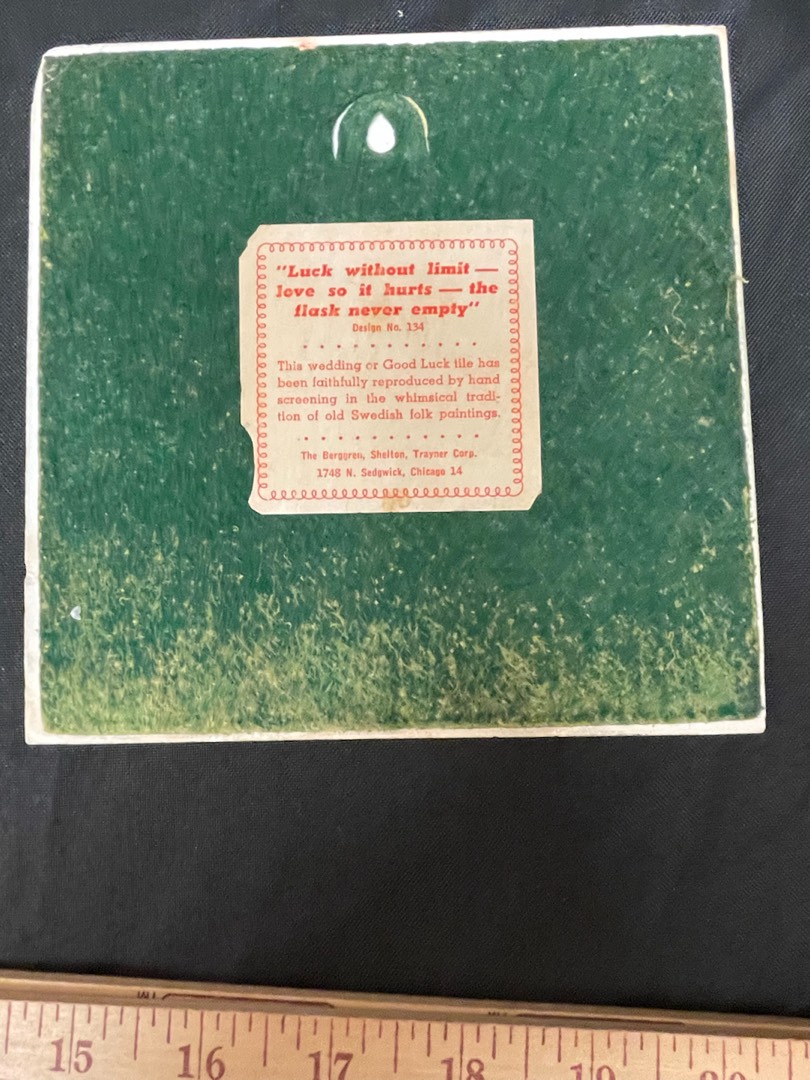 "Luck without limit —
love so it hurts — the
flask never empty"
Design No. 134
This wedding or Good Luck tile has
been faithfully reproduced by hand
screening in the whimsical tradi-
tion of old Swedish folk paintings.
The Berggren, Shelton, Trayner Corp.
1748 N. Sedgwick, Chicago 14
15 16 17 18 19 20